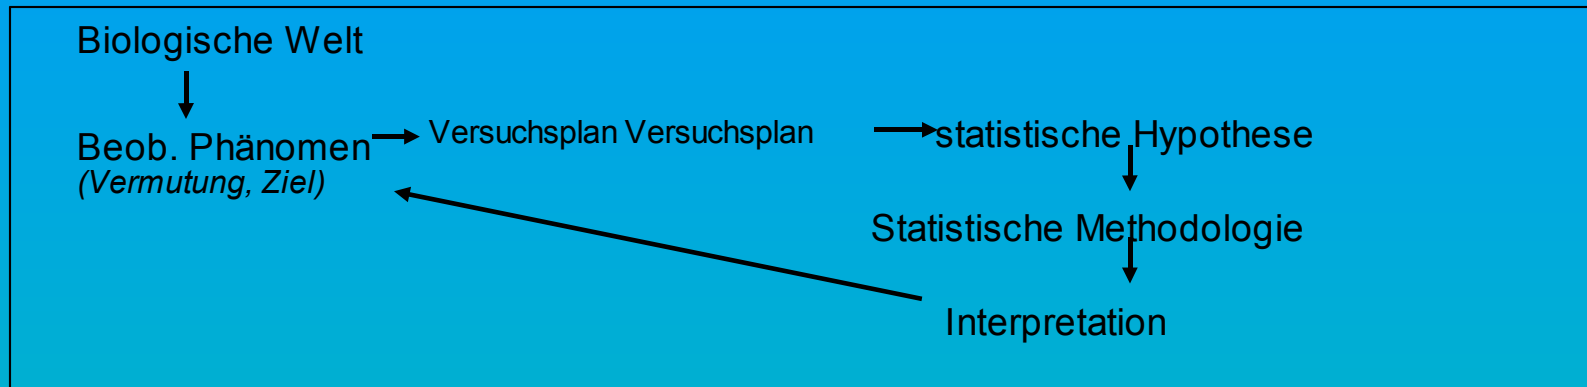 Biologische Welt
Beob. Phänomen
(Vermutung, Ziel)
Versuchsplan Versuchsplan
statistische Hypothese
Statistische Methodologie
Interpretation